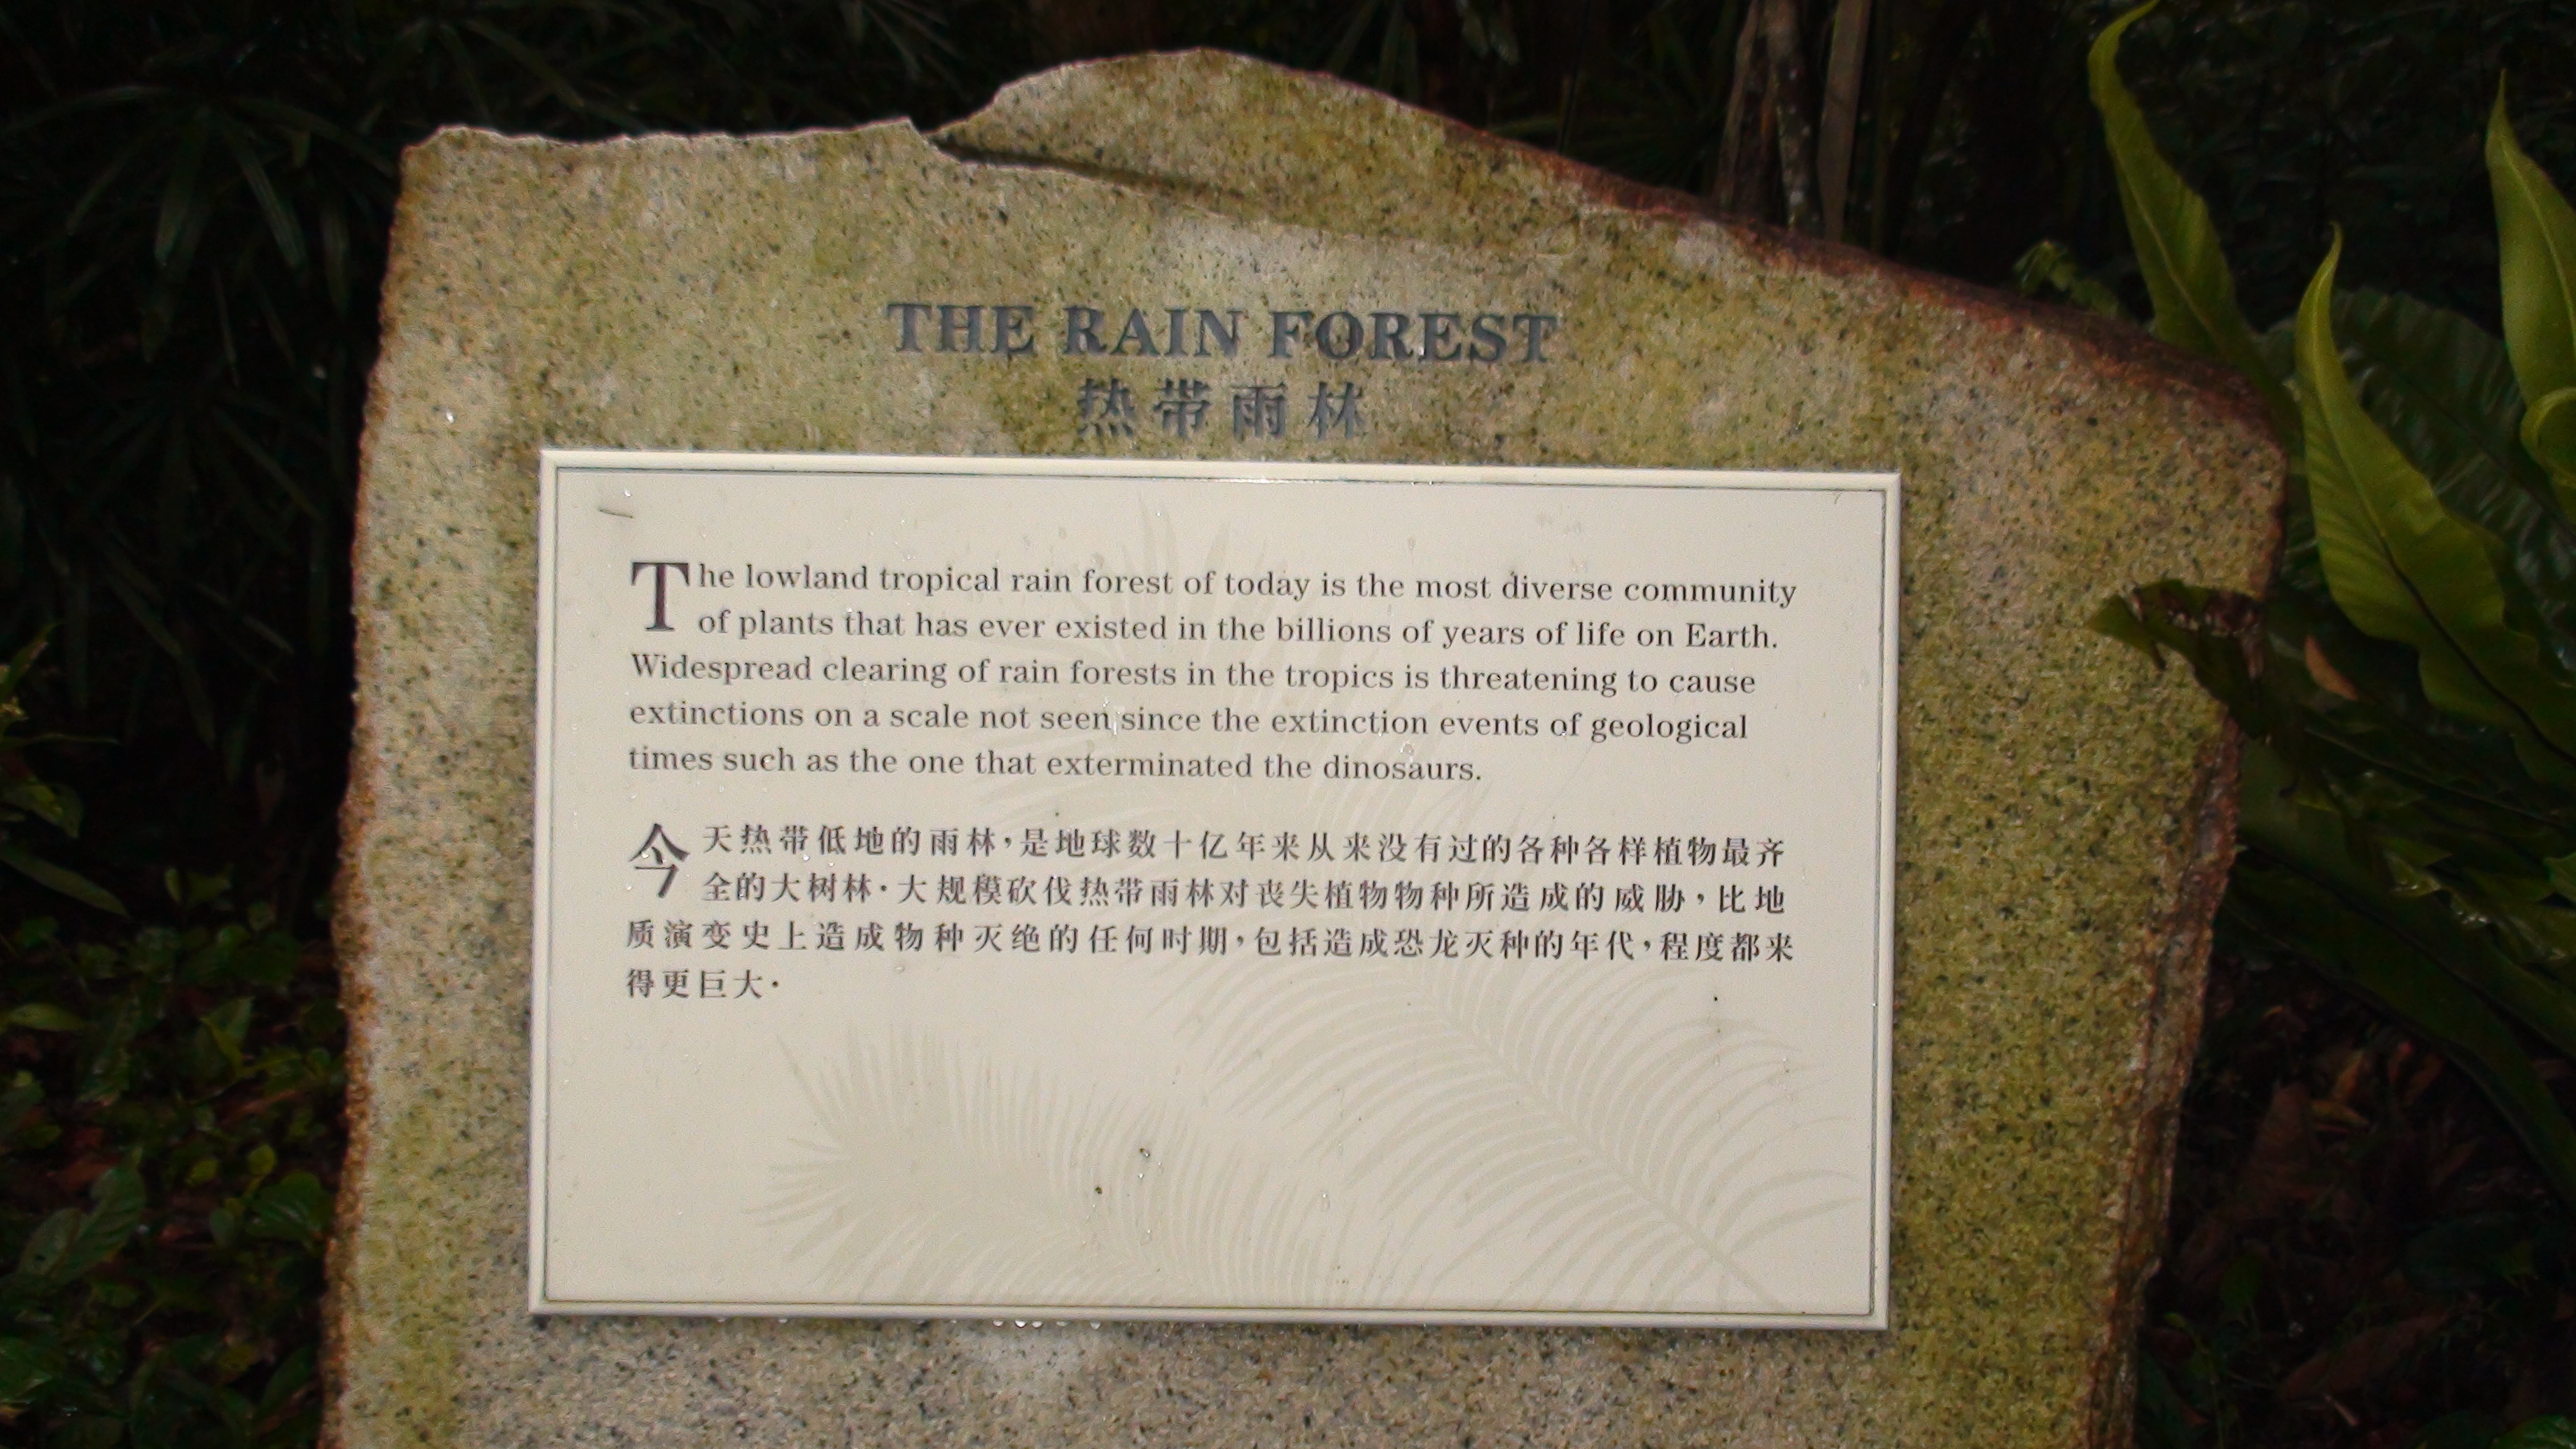 THE RAIN FOREST
热带雨林
The lowland tropical rain forest of today is the most diverse community
of plants that has ever existed in the billions of years of life on Earth.
Widespread clearing of rain forests in the tropics is threatening to cause
extinctions on a scale not seen since the extinction events of geological
times such as the one that exterminated the dinosaurs.
今天热带低地的雨林，是地球数十亿年来从来没有过的各种各样植物最齐
全的大树林·大规模砍伐热带雨林对丧失植物物种所造成的威胁，比地
质演变史上造成物种灭绝的任何时期，包括造成恐龙灭种的年代，程度都来
得更巨大·